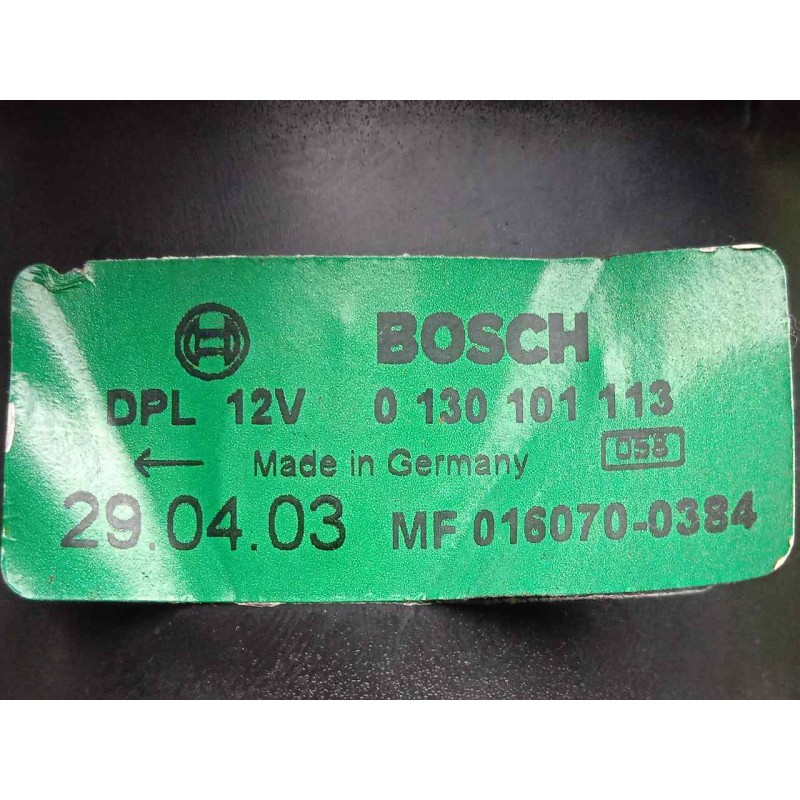 BOSCH
DPL 12V 0 130 101 113
← Made in Germany 058
29.04.03 MF 016070-0384